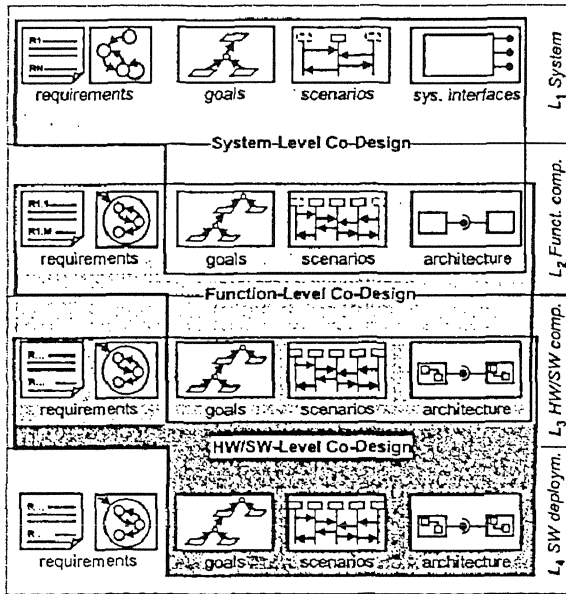 R1
RN
requirements goals scenarios sys. interfaces
L1 System
System-Level Co-Design
R1.1
R1.M
requirements goals scenarios architecture
L2 Funct. comp.
Function-Level Co-Design
R...
R...
requirements goals scenarios architecture
L3 HW/SW comp.
HW/SW-Level Co-Design
R...
R...
requirements goals scenarios architecture
L4 SW deploym.